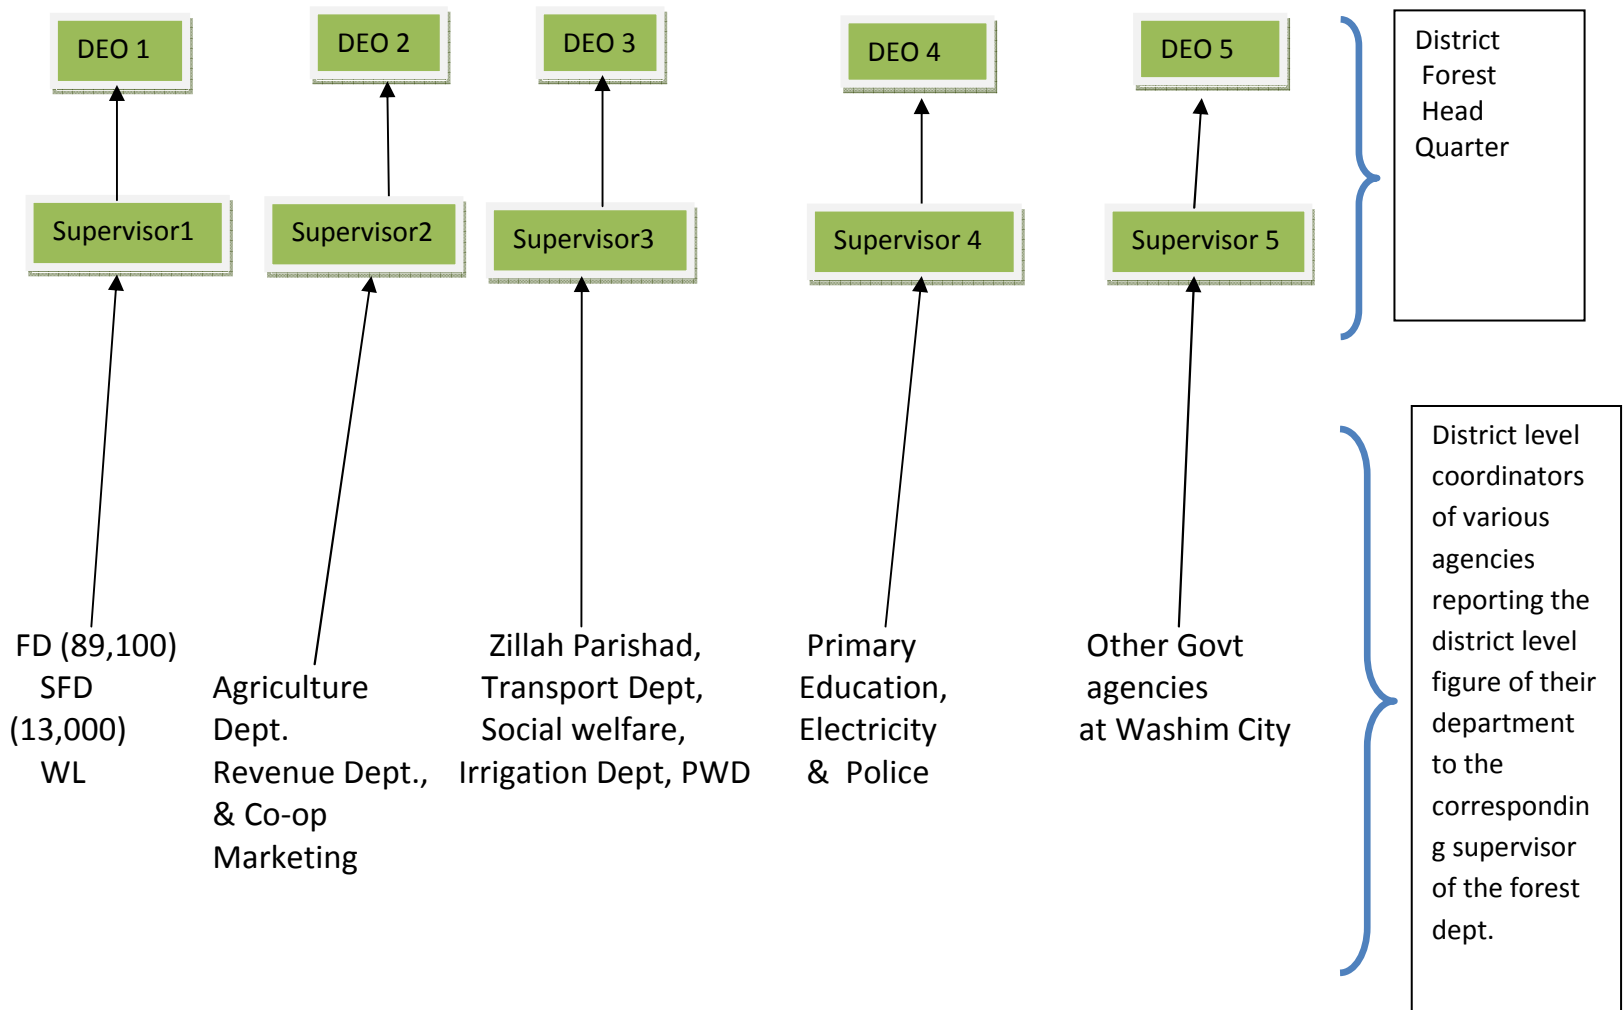 DEO 1
DEO 2
DEO 3
DEO 4
DEO 5
District
Forest
Head
Quarter
Supervisor1
Supervisor2
Supervisor3
Supervisor 4
Supervisor 5
FD (89,100)
SFD
(13,000)
WL
Agriculture
Dept.
Revenue Dept.,
& Co-op
Marketing
Zillah Parishad,
Transport Dept,
Social welfare,
Irrigation Dept, PWD
Primary
Education,
Electricity
& Police
Other Govt
agencies
at Washim City
District level
coordinators
of various
agencies
reporting the
district level
figure of their
department
to the
correspondin
g supervisor
of the forest
dept.